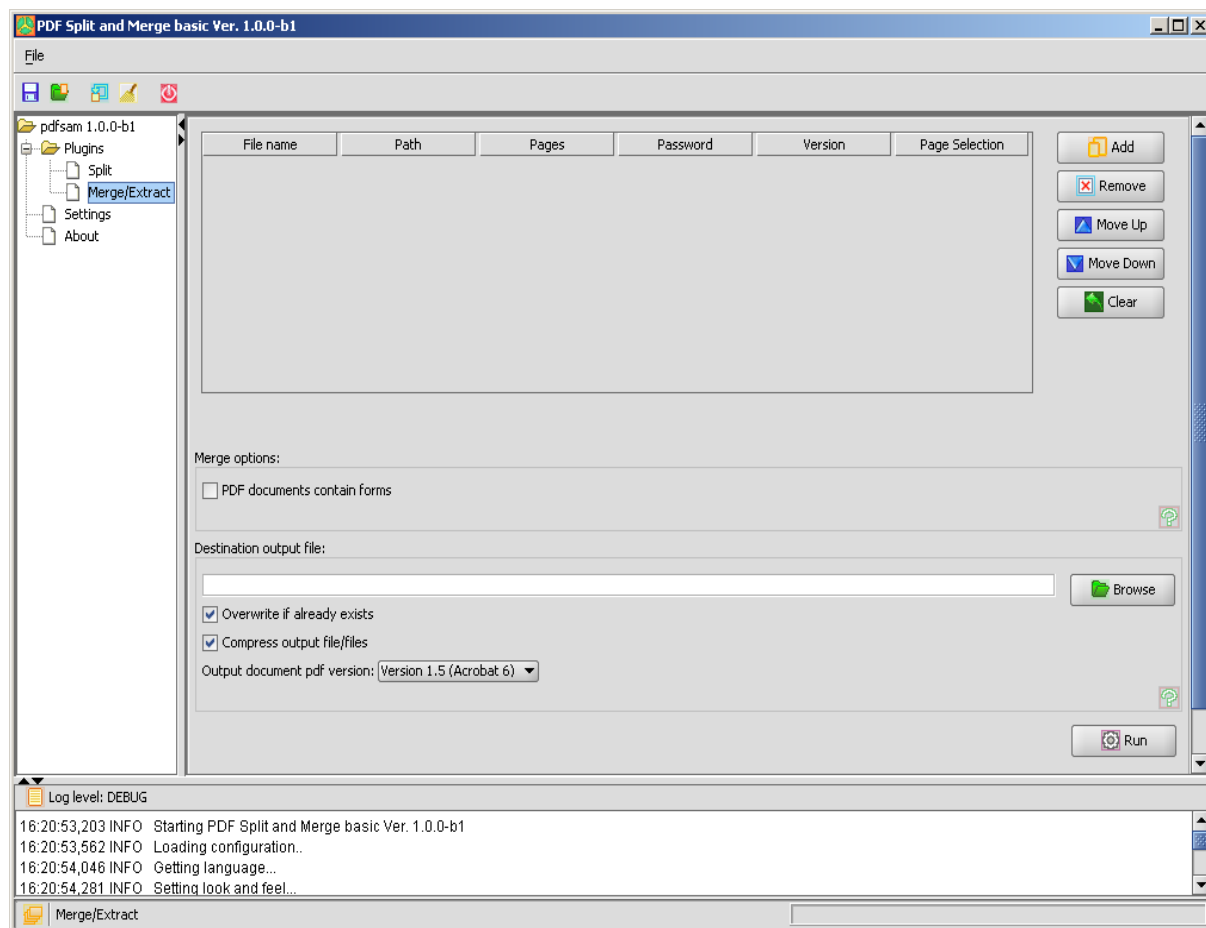 PDF Split and Merge basic Ver. 1.0.0-b1
File
pdfsam 1.0.0-b1
Plugins
Split
Merge/Extract
Settings
About
File name Path Pages Password Version Page Selection
Add
Remove
Move Up
Move Down
Clear
Merge options:
PDF documents contain forms
Destination output file:
Browse
Overwrite if already exists
Compress output file/files
Output document pdf version: Version 1.5 (Acrobat 6)
Run
Log level: DEBUG
16:20:53,203 INFO Starting PDF Split and Merge basic Ver. 1.0.0-b1
16:20:53,562 INFO Loading configuration..
16:20:54,046 INFO Getting language...
16:20:54,281 INFO Setting look and feel...
Merge/Extract